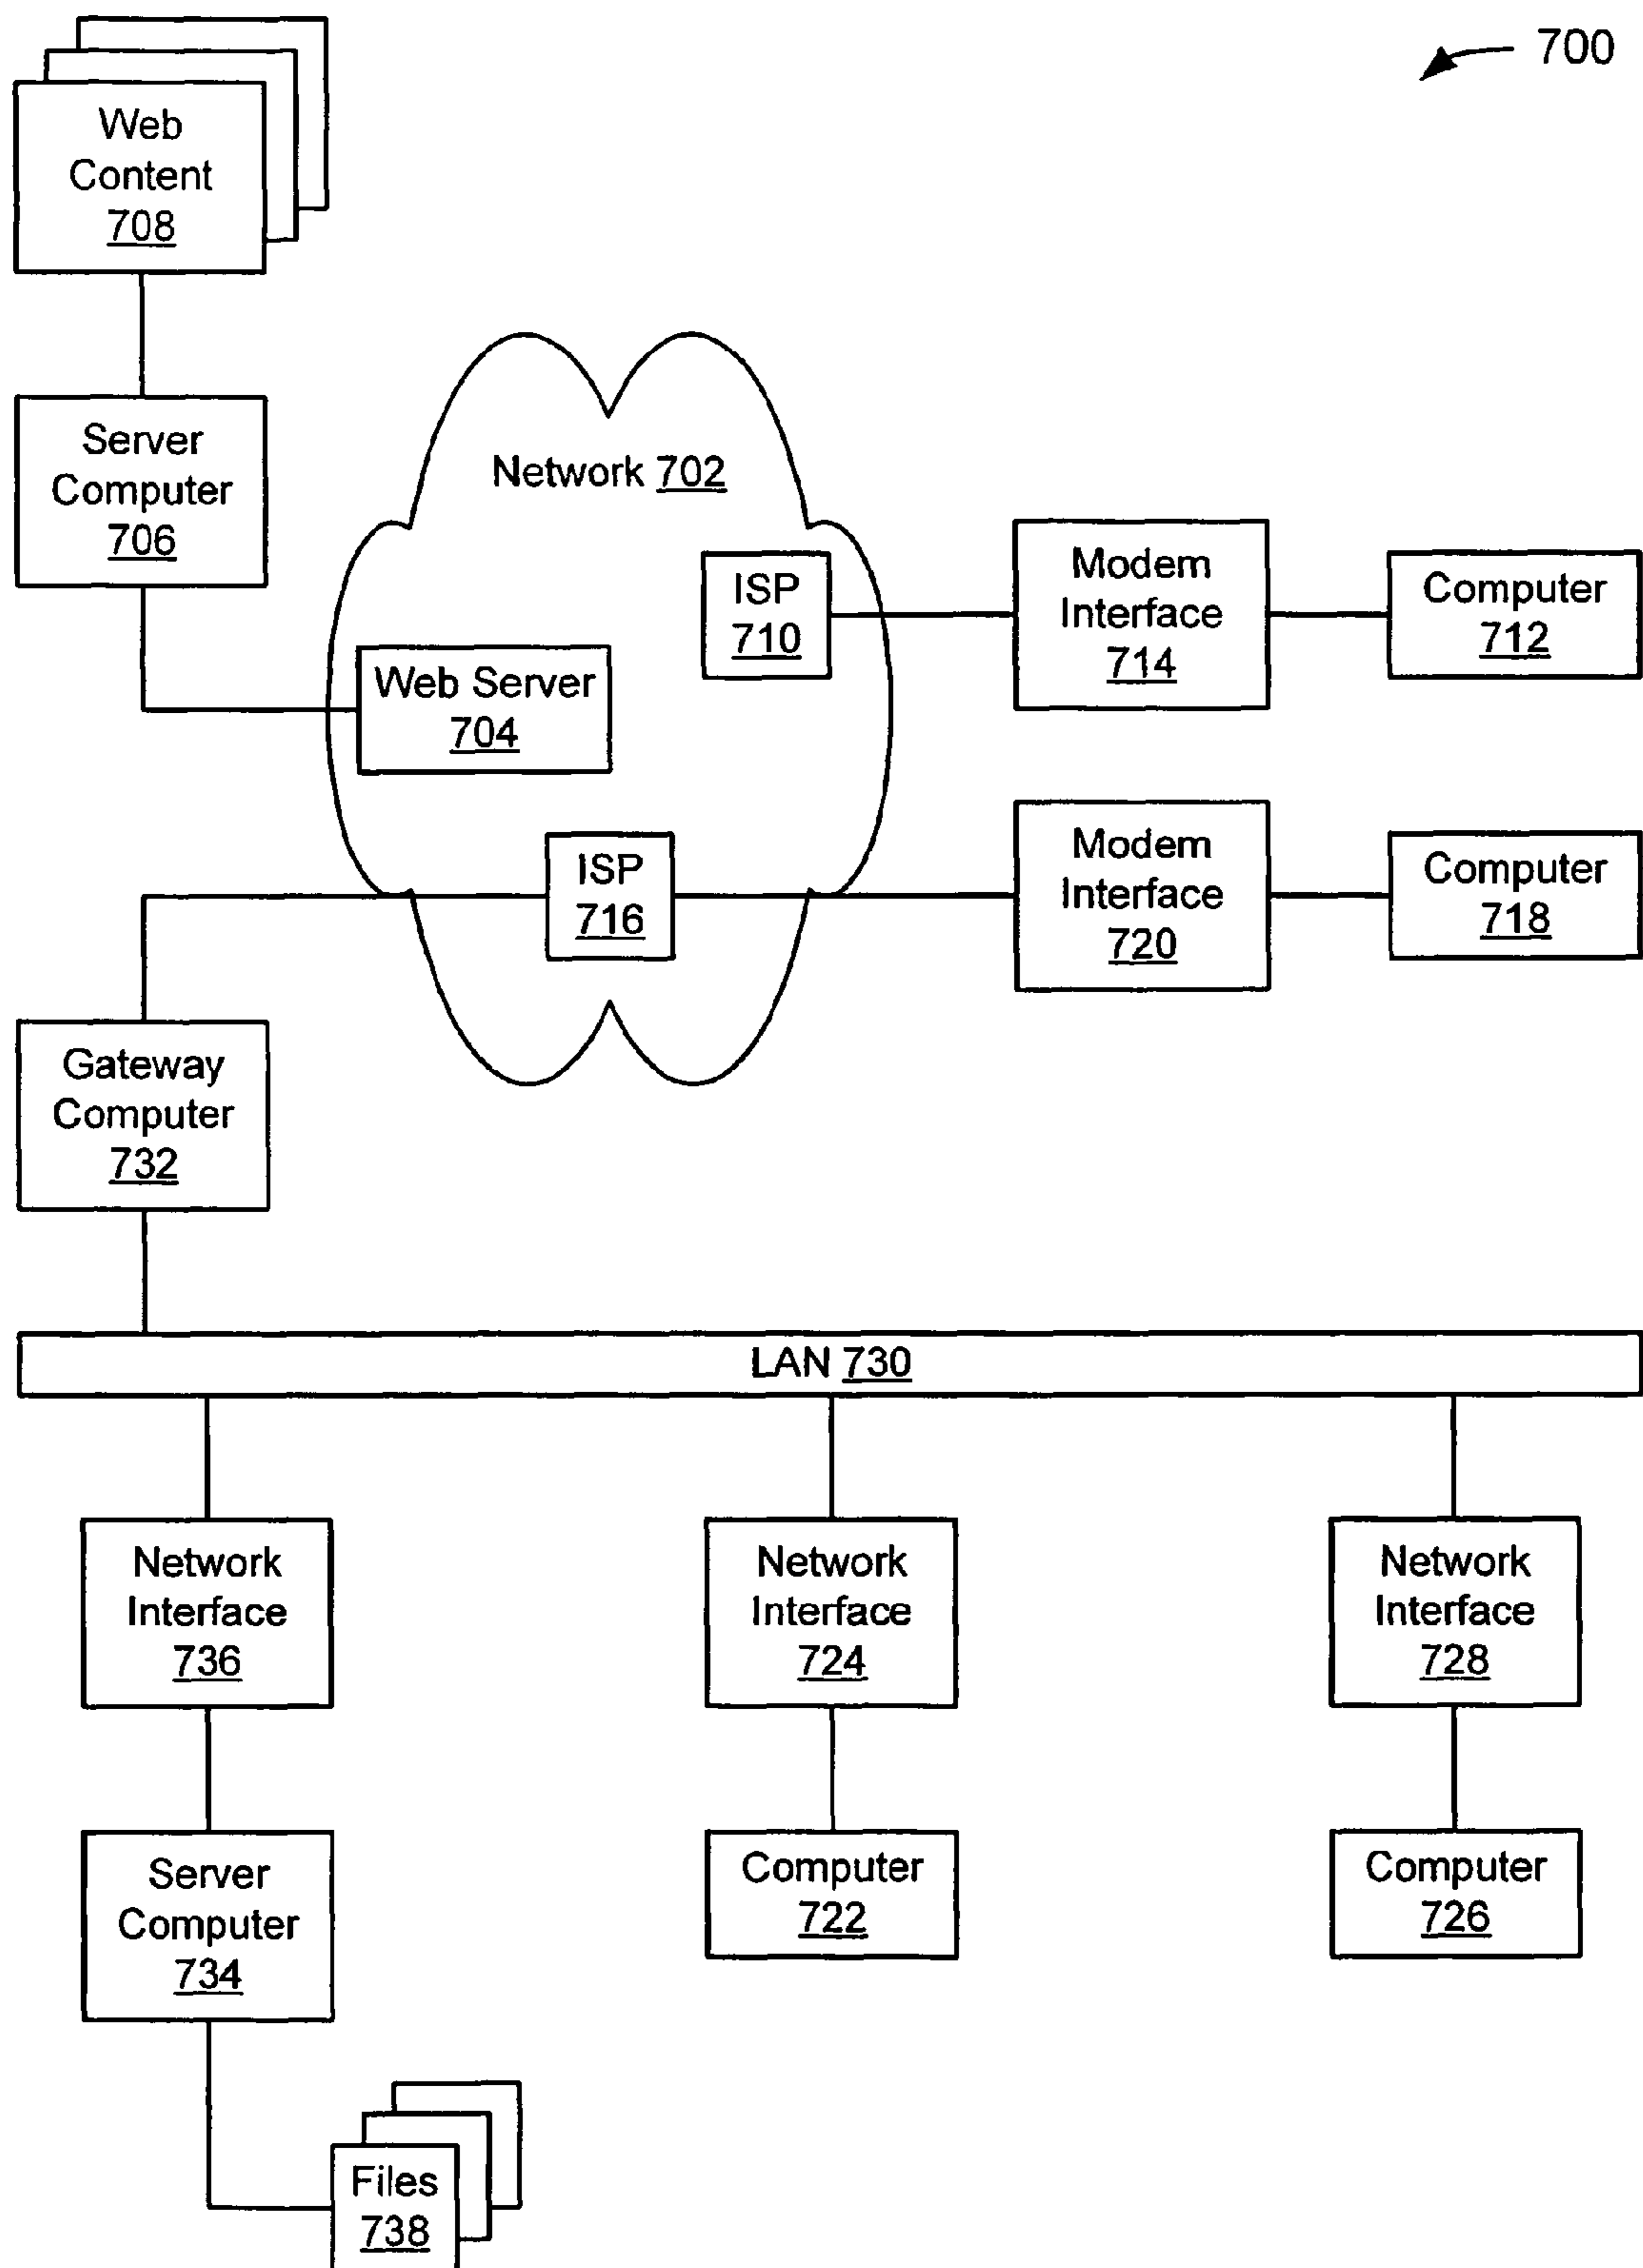 700
Web
Content
708
Server
Computer
706
Network 702
ISP
710
Modem
Interface
714
Computer
712
Web Server
704
ISP
716
Modem
Interface
720
Computer
718
Gateway
Computer
732
LAN 730
Network
Interface
736
Network
Interface
724
Network
Interface
728
Server
Computer
734
Computer
722
Computer
726
Files
738